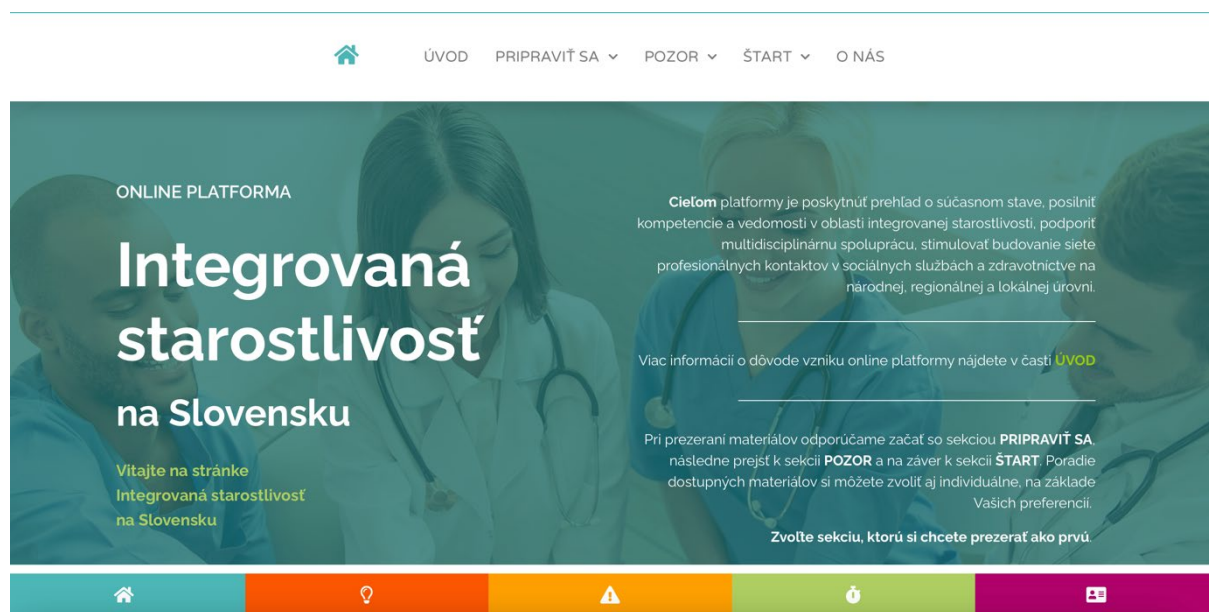 ÚVOD PRIPRAVIŤ SA POZOR ŠTART O NÁS
ONLINE PLATFORMA
Integrovaná
starostlivosť
na Slovensku
Vitajte na stránke
Integrovaná starostlivosť
na Slovensku
Cieľom platformy je poskytnúť prehľad o súčasnom stave, posilniť
kompetencie a vedomosti v oblasti integrovanej starostlivosti, podporiť
multidisciplinárnu spoluprácu, stimulovať budovanie siete
profesionálnych kontaktov v sociálnych službách a zdravotníctve na
národnej, regionálnej a lokálnej úrovni.
Viac informácií o dôvode vzniku online platformy nájdete v časti ÚVOD
Pri prezeraní materiálov odporúčame začať so sekciou PRIPRAVIŤ SA,
následne prejsť k sekcii POZOR a na záver k sekcii ŠTART. Poradie
dostupných materiálov si môžete zvoliť aj individuálne, na základe
Vašich preferencií.
Zvoľte sekciu, ktorú si chcete prezerať ako prvú.